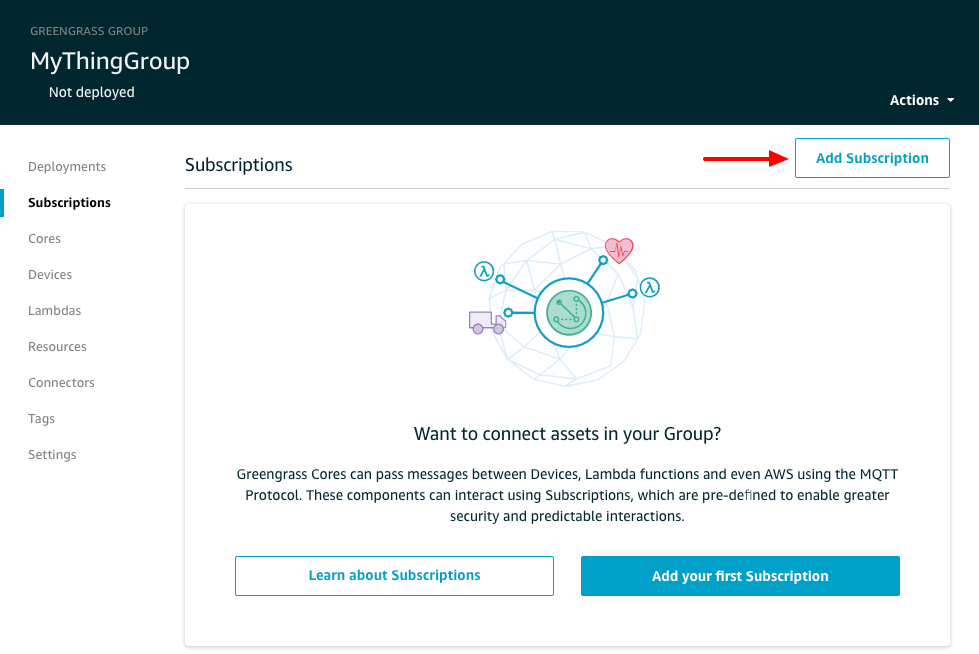 GREENGRASS GROUP
MyThingGroup
Not deployed
Actions
Deployments
Subscriptions
Cores
Devices
Lambdas
Resources
Connectors
Tags
Settings
Subscriptions
Add Subscription
λ
λ
Want to connect assets in your Group?
Greengrass Cores can pass messages between Devices, Lambda functions and even AWS using the MQTT
Protocol. These components can interact using Subscriptions, which are pre-defined to enable greater
security and predictable interactions.
Learn about Subscriptions
Add your first Subscription